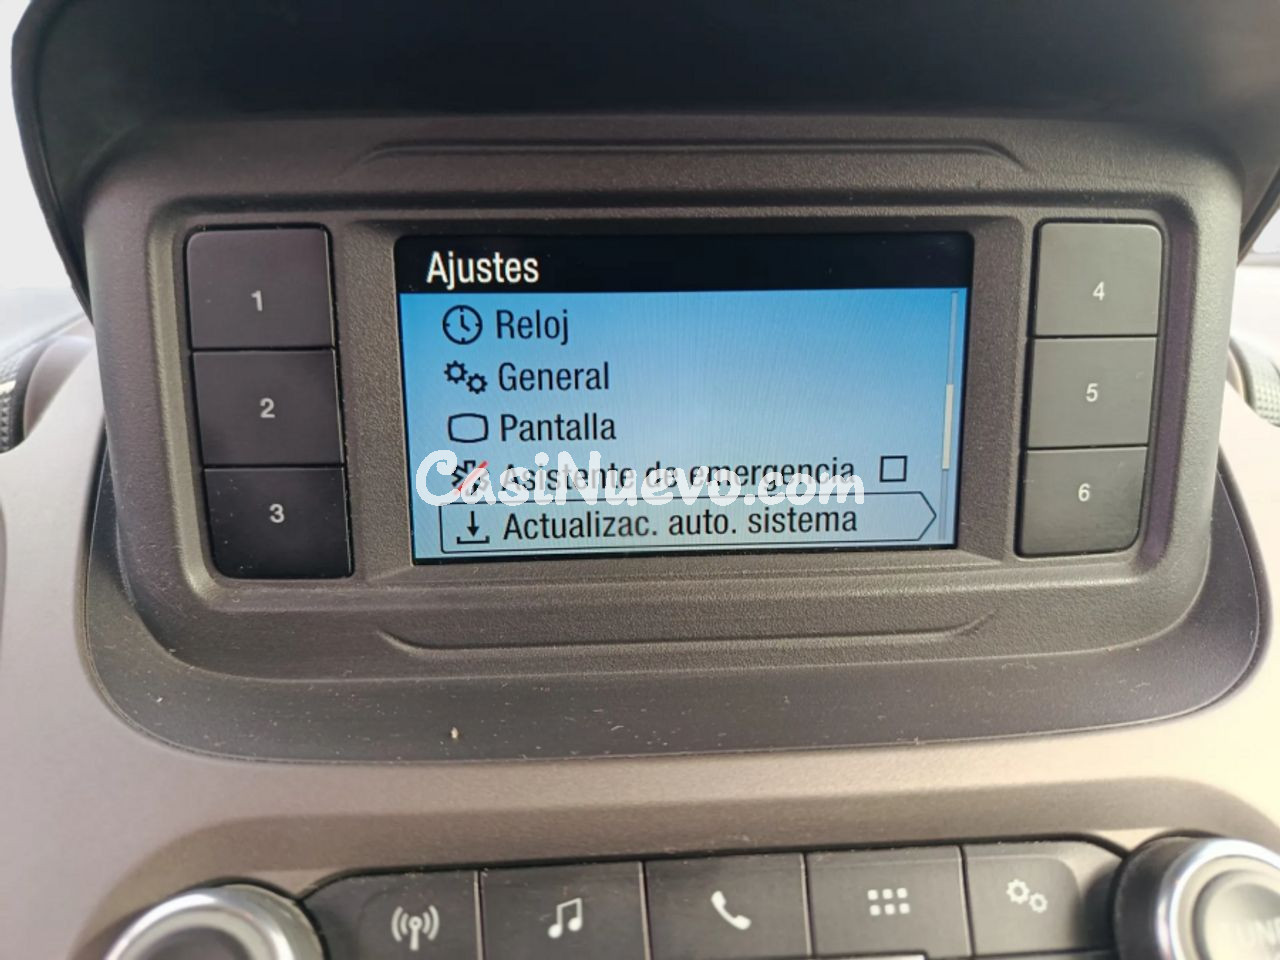 Ajustes
Reloj
General
Pantalla
Asistente de emergencia
CasiNuevo.com
Actualizac. auto. sistema
1
2
3
4
5
6